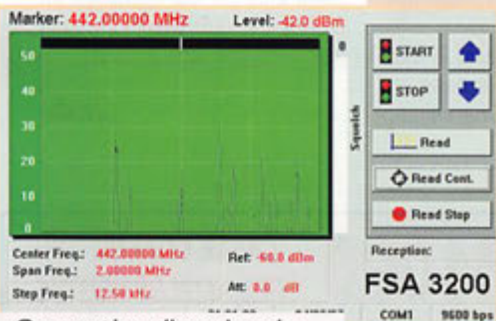 Marker: 442.00000 MHz Level: -42.0 dBm
50
40
30
20
10
0
0
Squelch
START
STOP
Read
Read Cont.
Read Stop
Center Freq.: 442.00000 MHz
Span Freq.: 2.00000 MHz
Step Freq.: 12.50 kHz
Ref: -60.0 dBm
Att: 0.0 dB
Reception:
FSA 3200
COM1 9600 bps